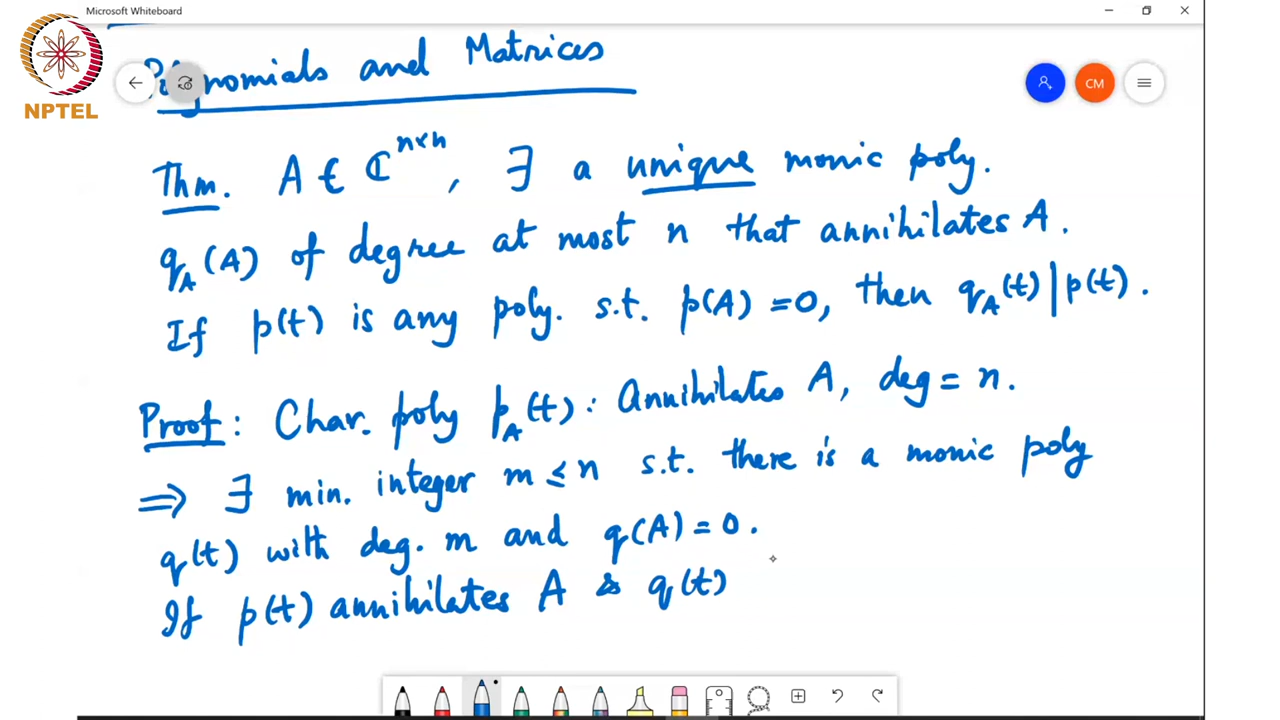 Microsoft Whiteboard
NPTEL
Polynomials and Matrices
CM
Thm. A ∈ ℂ^{n×n}, ∃ a unique monic poly.
q_A(A) of degree at most n that annihilates A.
If p(t) is any poly. s.t. p(A) = 0, then q_A(t) | p(t).
Proof: Char. poly p_A(t): Annihilates A, deg = n.
⇒ ∃ min. integer m ≤ n s.t. there is a monic poly
q(t) with deg. m and q(A) = 0.
If p(t) annihilates A & q(t)